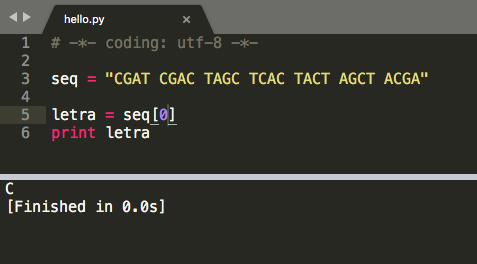 hello.py
1 # -*- coding: utf-8 -*-
2
3 seq = "CGAT CGAC TAGC TCAC TACT AGCT ACGA"
4
5 letra = seq[0]
6 print letra
C
[Finished in 0.0s]